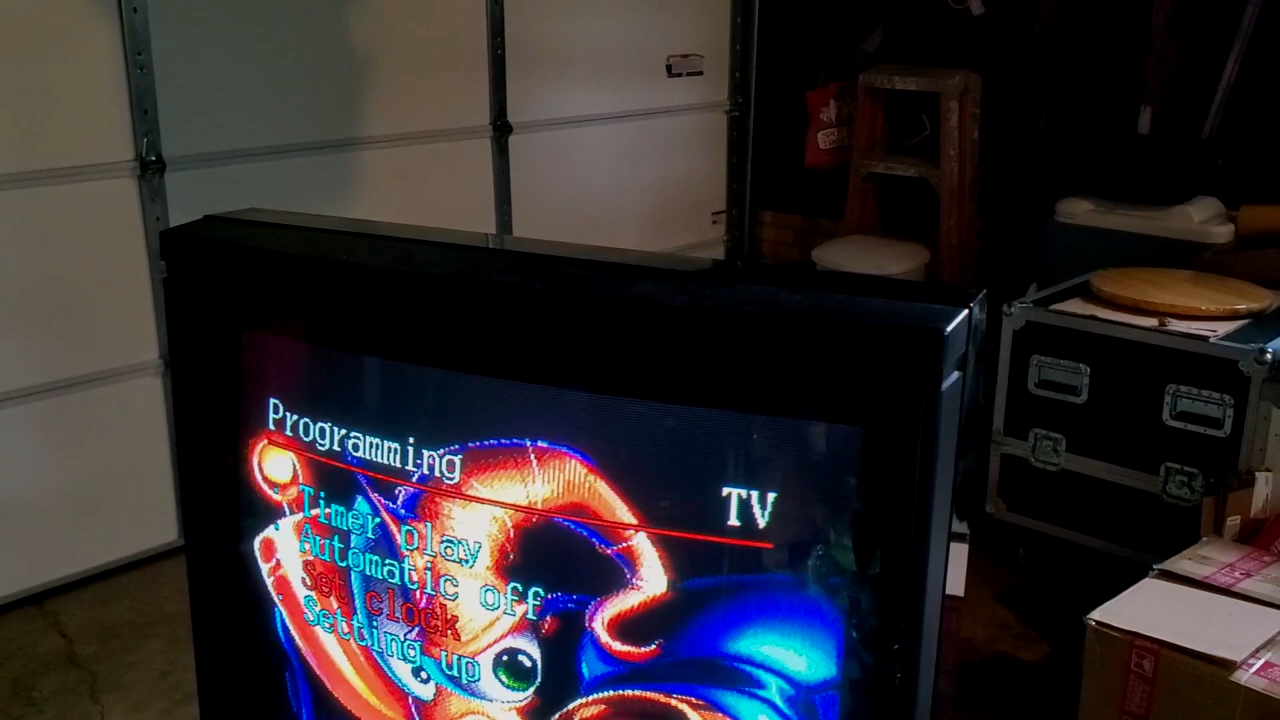 Programming
TV
Timer play
Automatic off
Set clock
Setting up